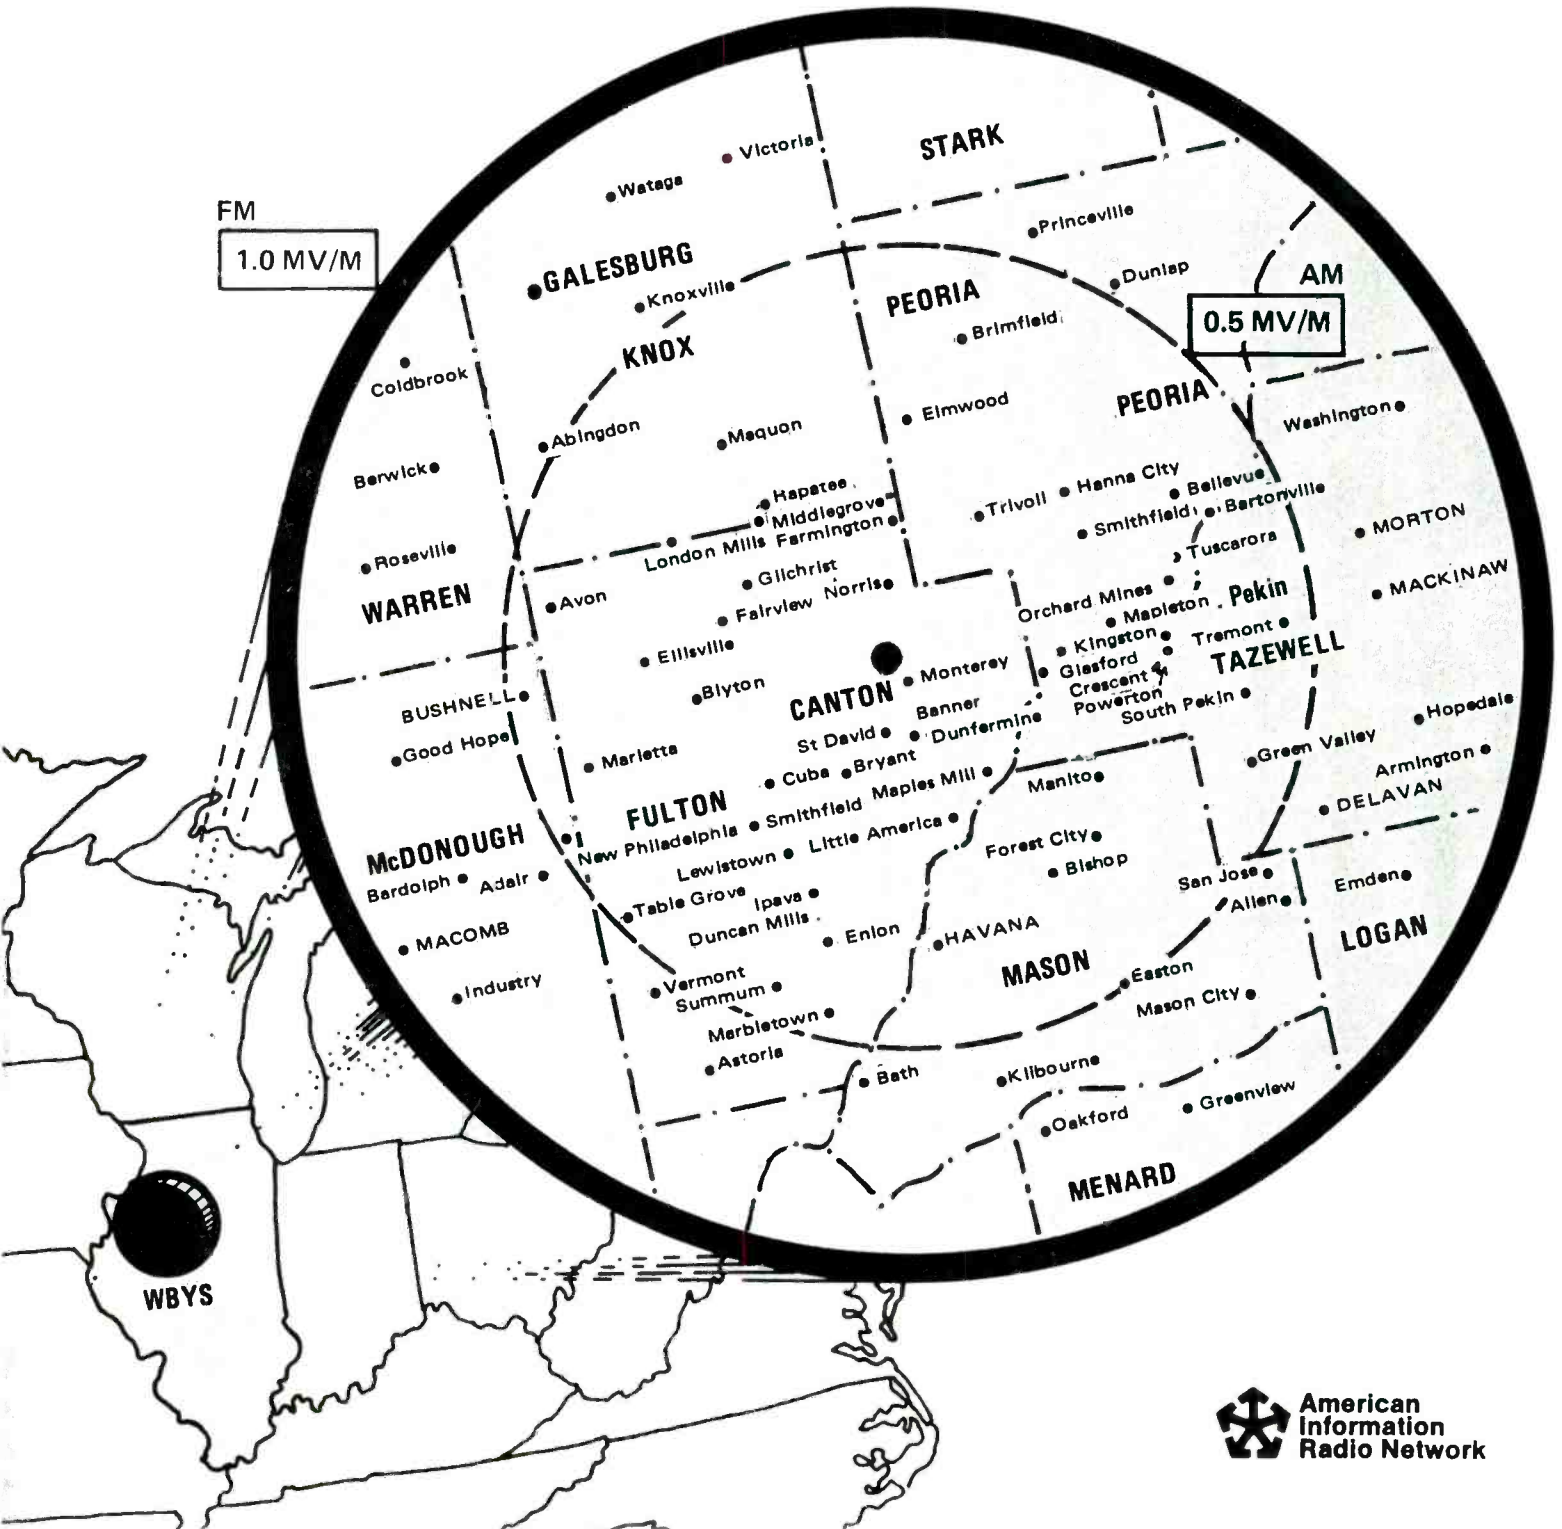 Victoria
STARK
Wataga
FM
1.0 MV/M
Princeville
GALESBURG
Knoxville
PEORIA
Dunlap
AM
0.5 MV/M
Brimfield
KNOX
Coldbrook
Elmwood
PEORIA
Washington
Abingdon
Maquon
Berwick
Rapatee
Middlegrove
Farmington
London Mills
Trivoli
Hanna City
Bellevue
Smithfield
Bartonville
MORTON
Tuscarora
Roseville
WARREN
Avon
Gilchrist
Fairview
Norris
Orchard Mines
Mapleton
Pekin
MACKINAW
Ellisville
Kingston
Tremont
Glasford
TAZEWELL
Crescent
Powerton
South Pekin
Blyton
CANTON
Monterey
Banner
St David
Dunfermine
BUSHNELL
Good Hope
Marietta
Cuba
Bryant
Maples Mill
Manito
Green Valley
Hopedale
Armington
DELAVAN
FULTON
McDONOUGH
New Philadelphia
Smithfield
Little America
Lewistown
Forest City
Bishop
Bardolph
Adair
San Jose
Allen
Emden
Table Grove
Ipava
Duncan Mills
Enion
HAVANA
MACOMB
LOGAN
Industry
Vermont
Summum
MASON
Easton
Mason City
Marbletown
Astoria
Bath
Kilbourne
Oakford
Greenview
MENARD
WBYS
American
Information
Radio Network